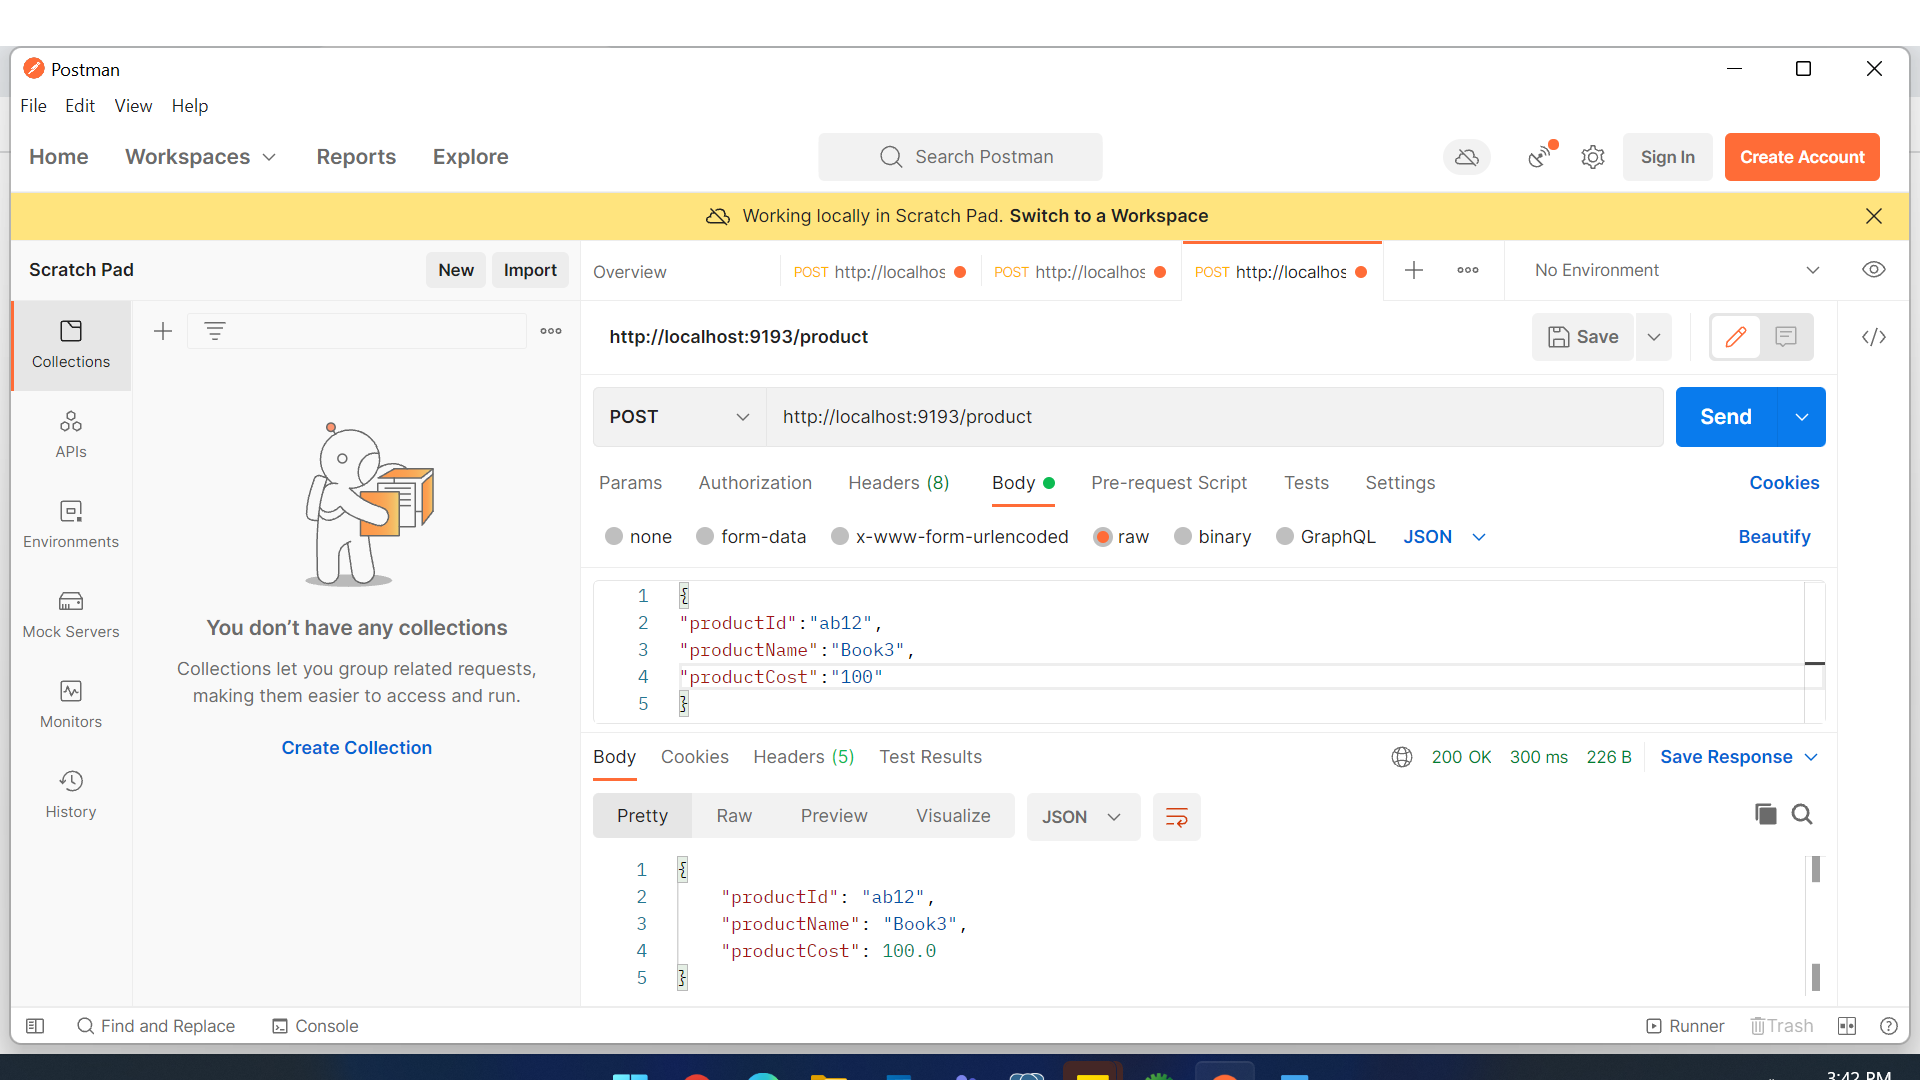 Postman
File Edit View Help
Home Workspaces Reports Explore Search Postman Sign In Create Account
Working locally in Scratch Pad. Switch to a Workspace
Scratch Pad New Import Overview POST http://localhos POST http://localhos POST http://localhos No Environment
Collections
APIs
Environments
Mock Servers
Monitors
History
You don’t have any collections
Collections let you group related requests,
making them easier to access and run.
Create Collection
http://localhost:9193/product Save
POST http://localhost:9193/product Send
Params Authorization Headers (8) Body Pre-request Script Tests Settings Cookies
none form-data x-www-form-urlencoded raw binary GraphQL JSON Beautify
1 {
2 "productId":"ab12",
3 "productName":"Book3",
4 "productCost":"100"
5 }
Body Cookies Headers (5) Test Results 200 OK 300 ms 226 B Save Response
Pretty Raw Preview Visualize JSON
1 {
2 "productId": "ab12",
3 "productName": "Book3",
4 "productCost": 100.0
5 }
Find and Replace Console Runner Trash
3:42 PM